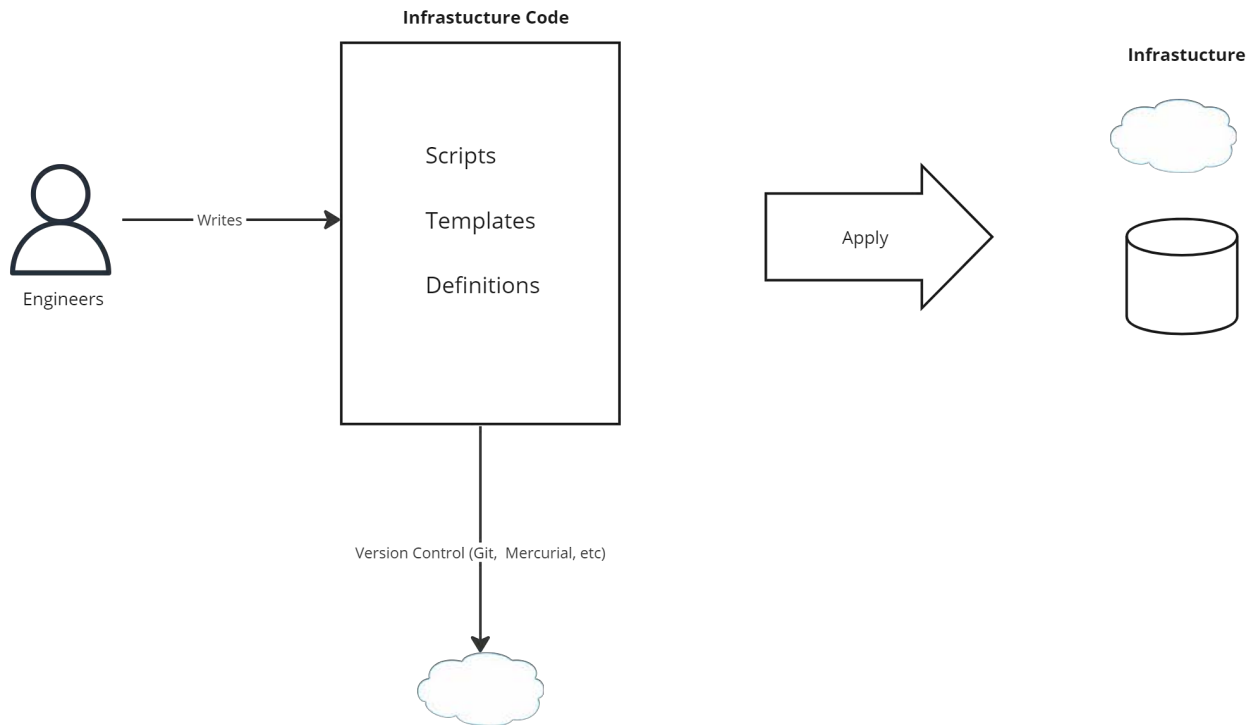 Infrastucture Code
Infrastucture
Scripts
Templates
Definitions
Writes
Engineers
Apply
Version Control (Git,  Mercurial, etc)